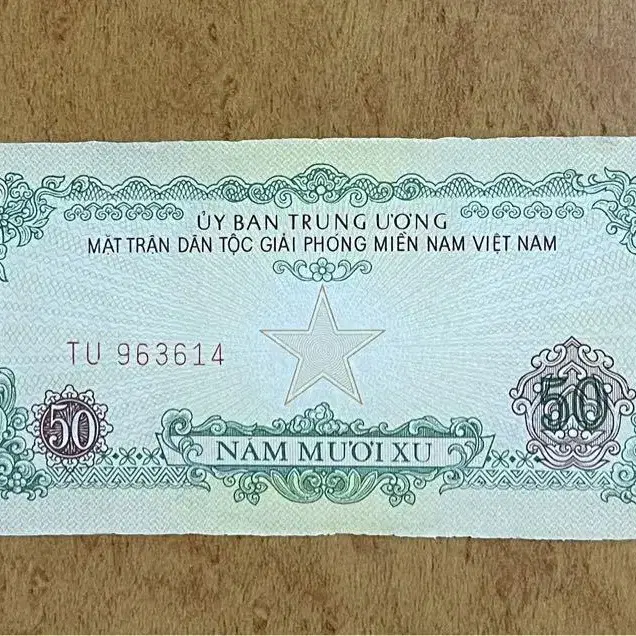 ỦY BAN TRUNG ƯƠNG
MẶT TRẬN DÂN TỘC GIẢI PHÓNG MIỀN NAM VIỆT NAM
TU 963614
50
50
NĂM MƯƠI XU